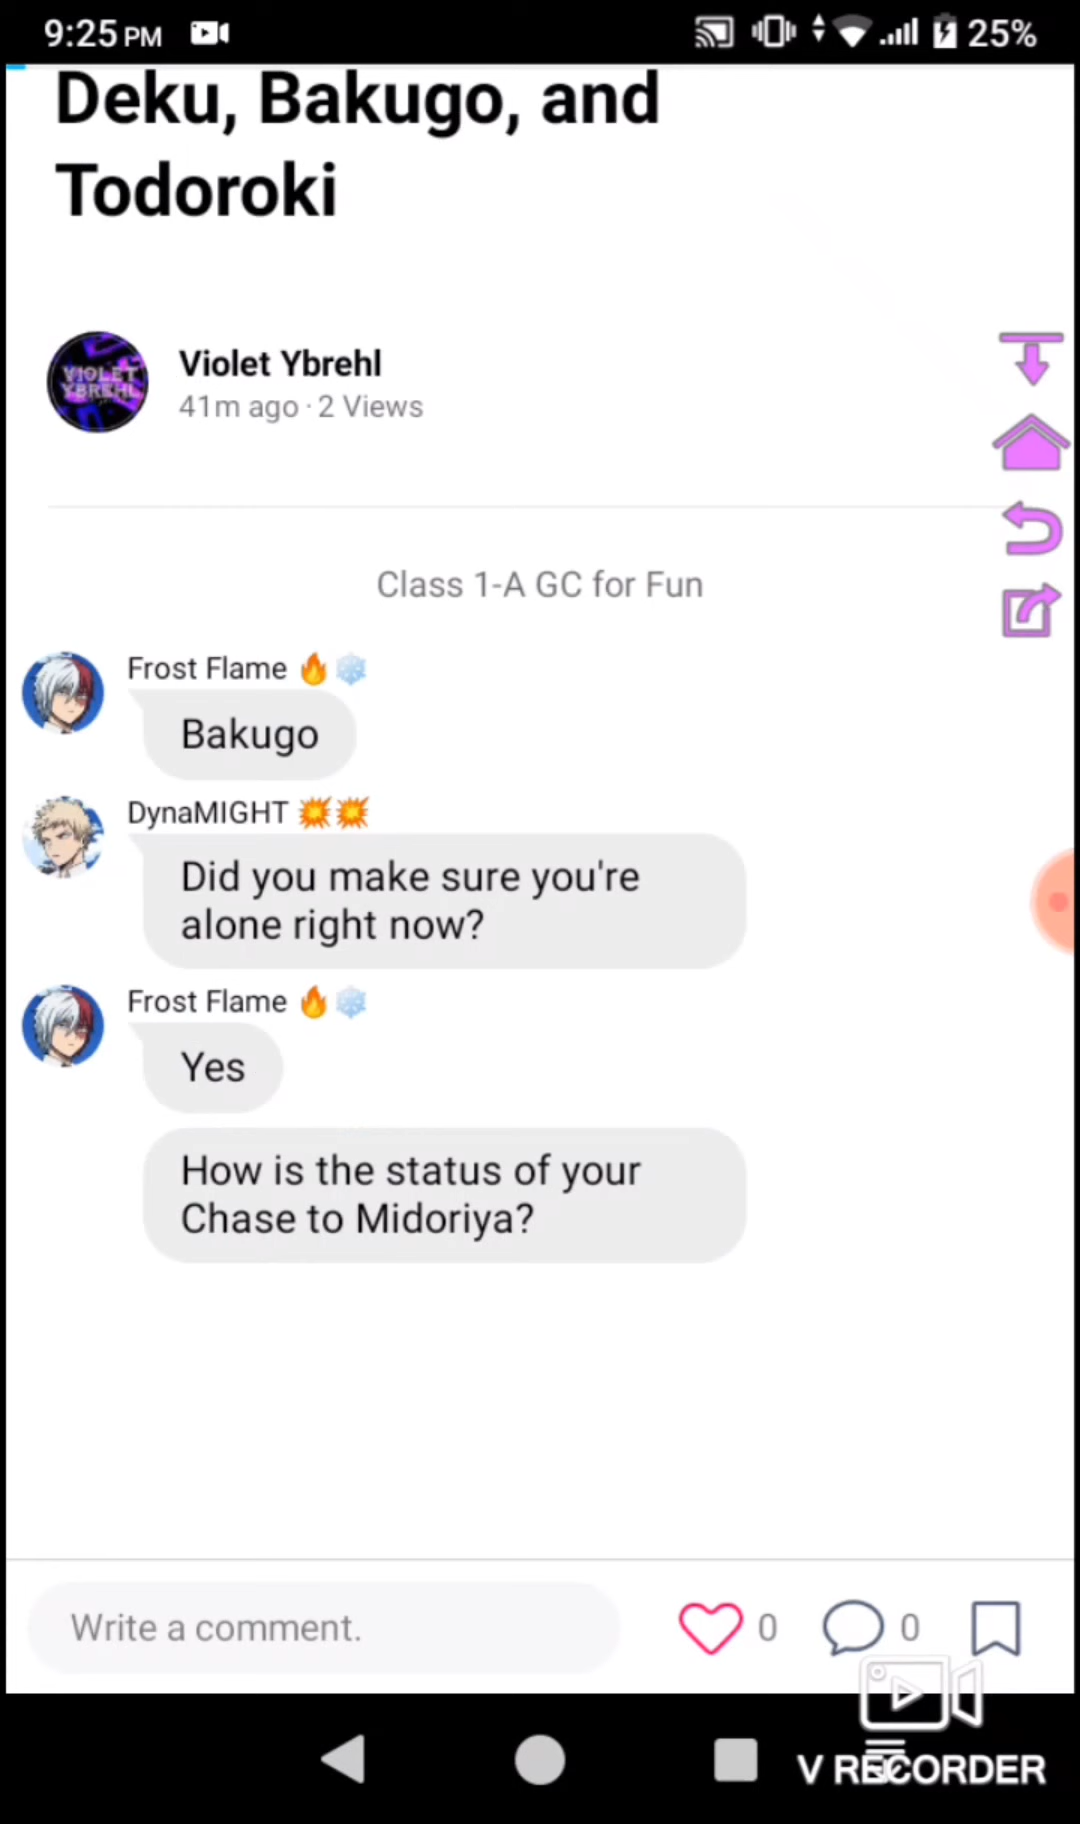 9:25 PM 25%
Deku, Bakugo, and
Todoroki
VIOLET
YBREHL
Violet Ybrehl
41m ago · 2 Views
Class 1-A GC for Fun
Frost Flame 🔥❄️
Bakugo
DynaMIGHT 💥💥
Did you make sure you're
alone right now?
Frost Flame 🔥❄️
Yes
How is the status of your
Chase to Midoriya?
Write a comment. 0 0
V RECORDER